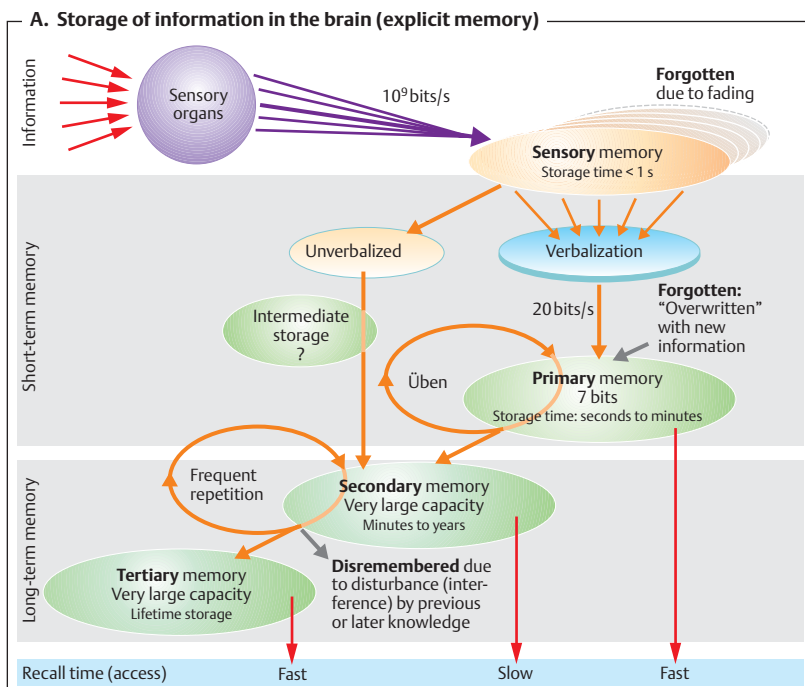 A. Storage of information in the brain (explicit memory)
Information
Sensory
organs
10⁹ bits/s
Forgotten
due to fading
Sensory memory
Storage time < 1 s
Short-term memory
Unverbalized
Verbalization
Intermediate
storage
?
20 bits/s
Forgotten:
“Overwritten”
with new
information
Üben
Primary memory
7 bits
Storage time: seconds to minutes
Long-term memory
Frequent
repetition
Secondary memory
Very large capacity
Minutes to years
Tertiary memory
Very large capacity
Lifetime storage
Disremembered due
to disturbance (inter-
ference) by previous
or later knowledge
Recall time (access)
Fast
Slow
Fast